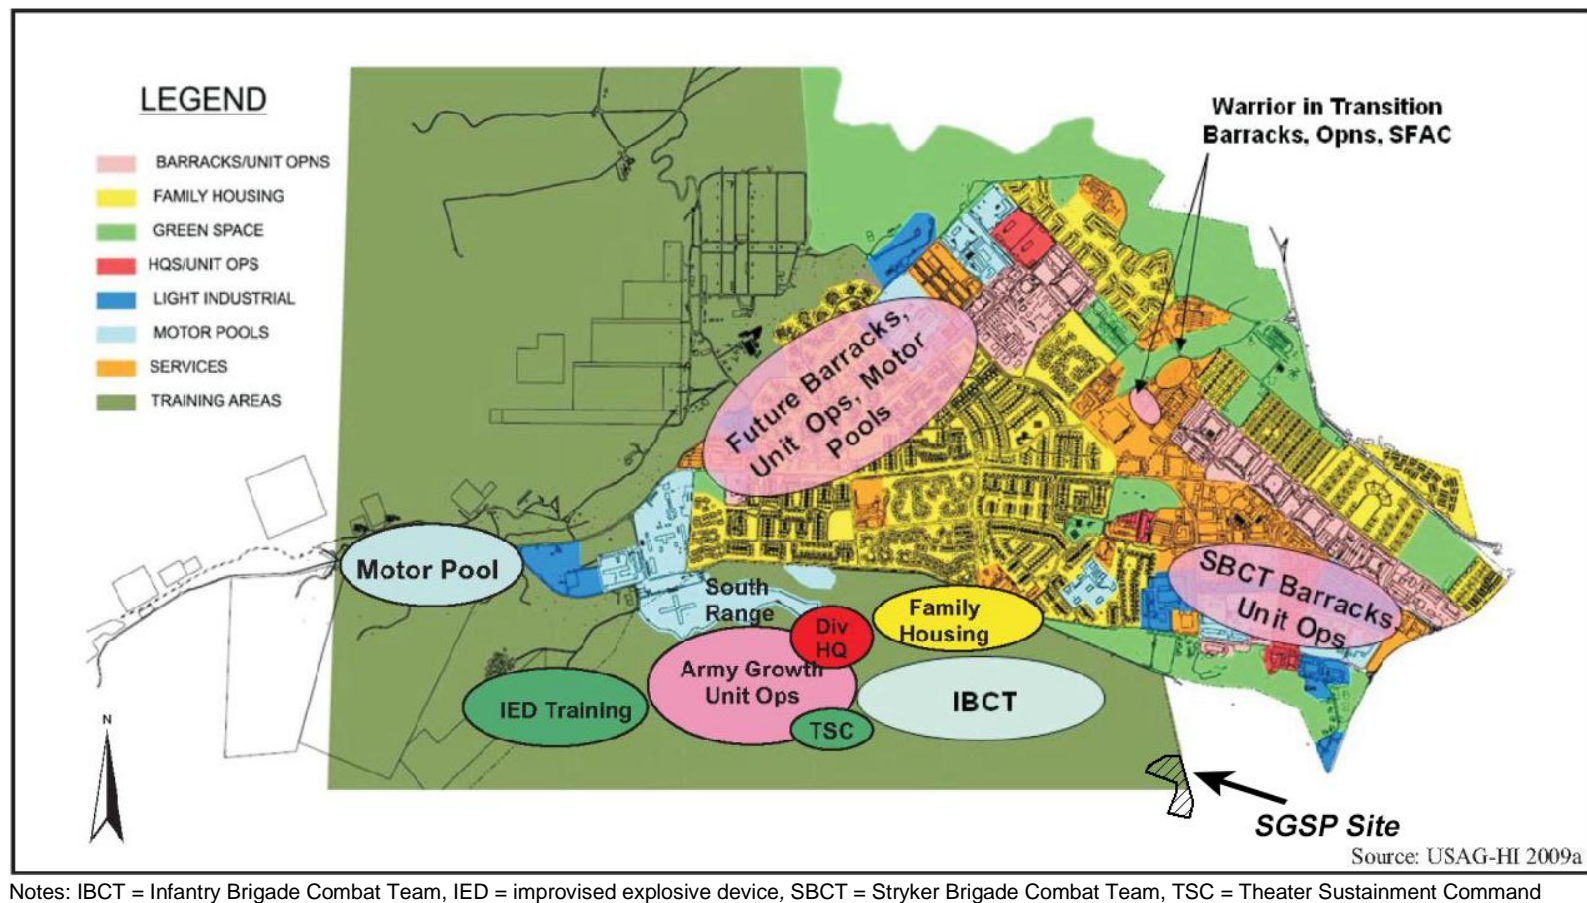 LEGEND
BARRACKS/UNIT OPNS
FAMILY HOUSING
GREEN SPACE
HQS/UNIT OPS
LIGHT INDUSTRIAL
MOTOR POOLS
SERVICES
TRAINING AREAS
Warrior in Transition
Barracks, Opns, SFAC
Future Barracks,
Unit Ops, Motor
Pools
Motor Pool
SBCT Barracks,
Unit Ops
South
Range
Div
HQ
Family
Housing
Army Growth
Unit Ops
IED Training
TSC
IBCT
N
SGSP Site
Source: USAG-HI 2009a
Notes: IBCT = Infantry Brigade Combat Team, IED = improvised explosive device, SBCT = Stryker Brigade Combat Team, TSC = Theater Sustainment Command